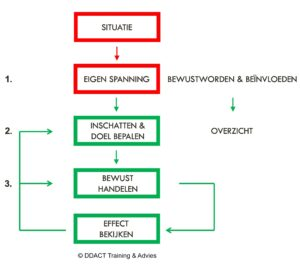 SITUATIE
1.
EIGEN SPANNING
BEWUSTWORDEN & BEÏNVLOEDEN
2.
INSCHATTEN &
DOEL BEPALEN
OVERZICHT
3.
BEWUST
HANDELEN
EFFECT
BEKIJKEN
© DDACT Training & Advies